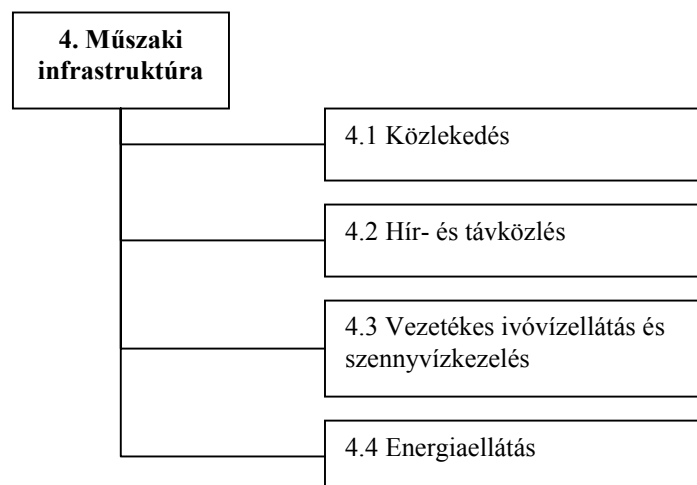 4. Műszaki
infrastruktúra
4.1 Közlekedés
4.2 Hír- és távközlés
4.3 Vezetékes ivóvízellátás és
szennyvízkezelés
4.4 Energiaellátás